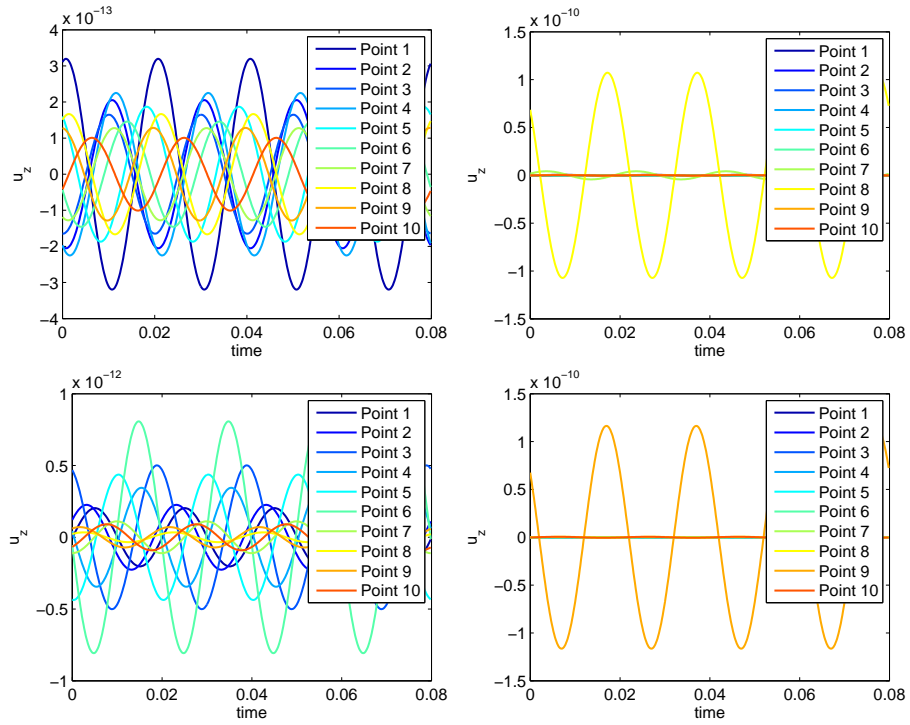 x 10^−13
4
3
2
1
0
−1
−2
−3
−4
u_z
0
0.02
0.04
0.06
0.08
time
Point 1
Point 2
Point 3
Point 4
Point 5
Point 6
Point 7
Point 8
Point 9
Point 10
x 10^−10
1.5
1
0.5
0
−0.5
−1
−1.5
u_z
0
0.02
0.04
0.06
0.08
time
Point 1
Point 2
Point 3
Point 4
Point 5
Point 6
Point 7
Point 8
Point 9
Point 10
x 10^−12
1
0.5
0
−0.5
−1
u_z
0
0.02
0.04
0.06
0.08
time
Point 1
Point 2
Point 3
Point 4
Point 5
Point 6
Point 7
Point 8
Point 9
Point 10
x 10^−10
1.5
1
0.5
0
−0.5
−1
−1.5
u_z
0
0.02
0.04
0.06
0.08
time
Point 1
Point 2
Point 3
Point 4
Point 5
Point 6
Point 7
Point 8
Point 9
Point 10